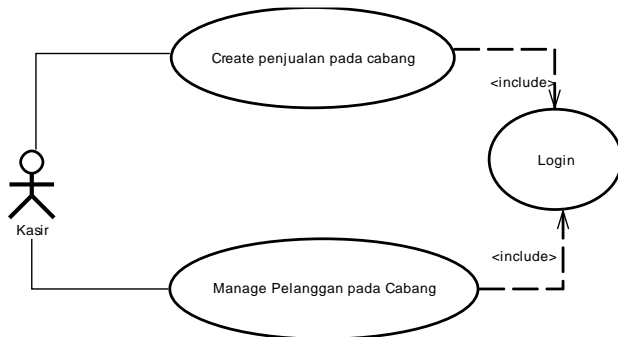 Create penjualan pada cabang
<include>
Login
Kasir
<include>
Manage Pelanggan pada Cabang